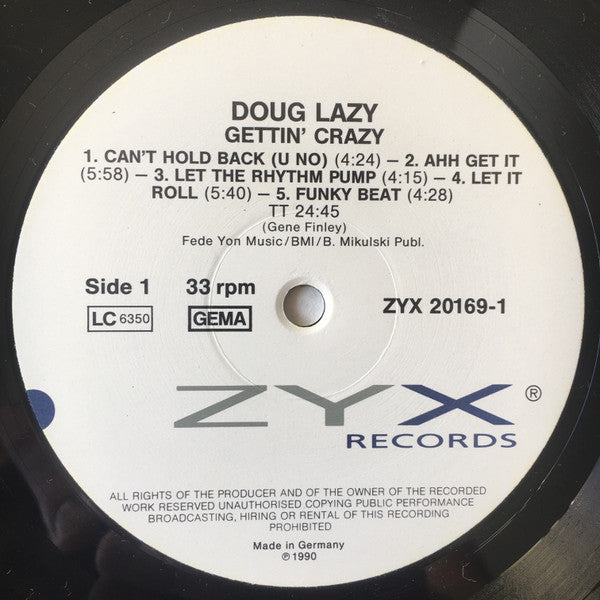 DOUG LAZY
GETTIN' CRAZY
1. CAN'T HOLD BACK (U NO) (4:24) – 2. AHH GET IT
(5:58) – 3. LET THE RHYTHM PUMP (4:15) – 4. LET IT
ROLL (5:40) – 5. FUNKY BEAT (4:28)
TT 24:45
(Gene Finley)
Fede Yon Music/BMI/B. Mikulski Publ.
Side 1 33 rpm
LC 6350 GEMA ZYX 20169-1
ZYX ®
RECORDS
ALL RIGHTS OF THE PRODUCER AND OF THE OWNER OF THE RECORDED
WORK RESERVED UNAUTHORISED COPYING PUBLIC PERFORMANCE
BROADCASTING, HIRING OR RENTAL OF THIS RECORDING
PROHIBITED
Made in Germany
℗ 1990